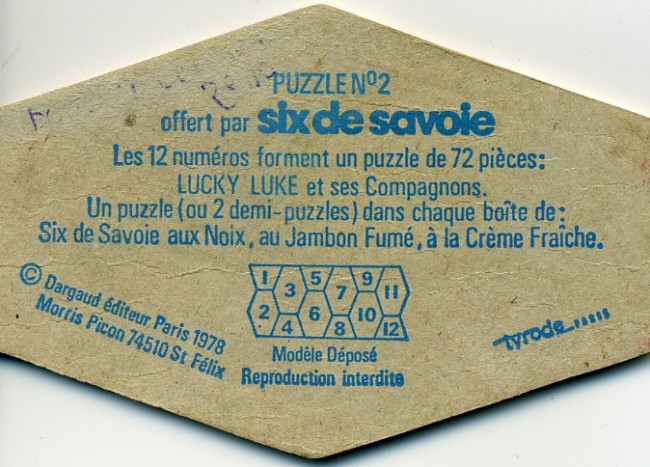 PUZZLE Nº2
offert par six de savoie
Les 12 numéros forment un puzzle de 72 pièces:
LUCKY LUKE et ses Compagnons.
Un puzzle (ou 2 demi-puzzles) dans chaque boîte de:
Six de Savoie aux Noix, au Jambon Fumé, à la Crème Fraîche.
© Dargaud éditeur Paris 1978
Morris Picon 74510 St Félix
1 3 5 7 9 11
2 4 6 8 10 12
Modèle Déposé
Reproduction interdite
tyrode